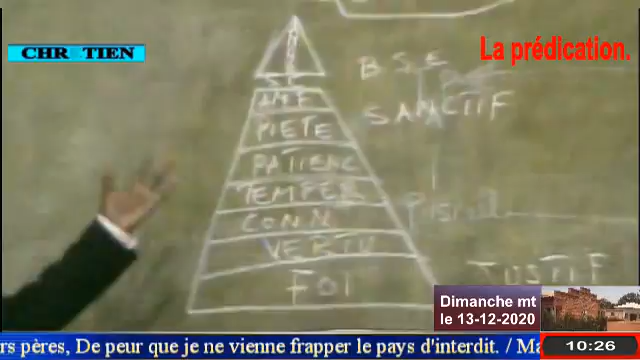 CHR TIEN
La prédication.
B S E
SANCTIF
PIETE
PATIENC
TEMPER
CONN
VERTU
FOI
JUSTIF
Dimanche mt
le 13-12-2020
rs pères, De peur que je ne vienne frapper le pays d'interdit. / Ma
10:26